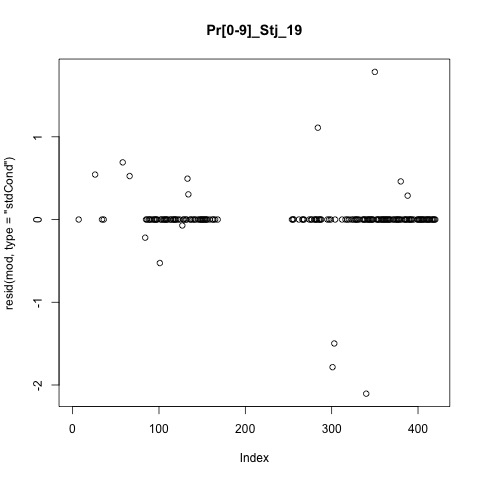 Pr[0-9]_Stj_19
resid(mod, type = "stdCond")
1
0
-1
-2
0 100 200 300 400
Index